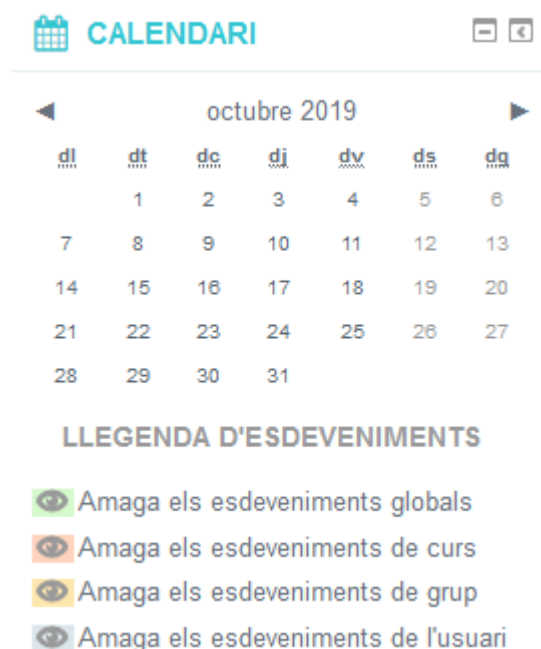 CALENDARI
◄ octubre 2019 ►
dl dt dc dj dv ds dg
1 2 3 4 5 6
7 8 9 10 11 12 13
14 15 16 17 18 19 20
21 22 23 24 25 26 27
28 29 30 31
LLEGENDA D'ESDEVENIMENTS
Amaga els esdeveniments globals
Amaga els esdeveniments de curs
Amaga els esdeveniments de grup
Amaga els esdeveniments de l'usuari